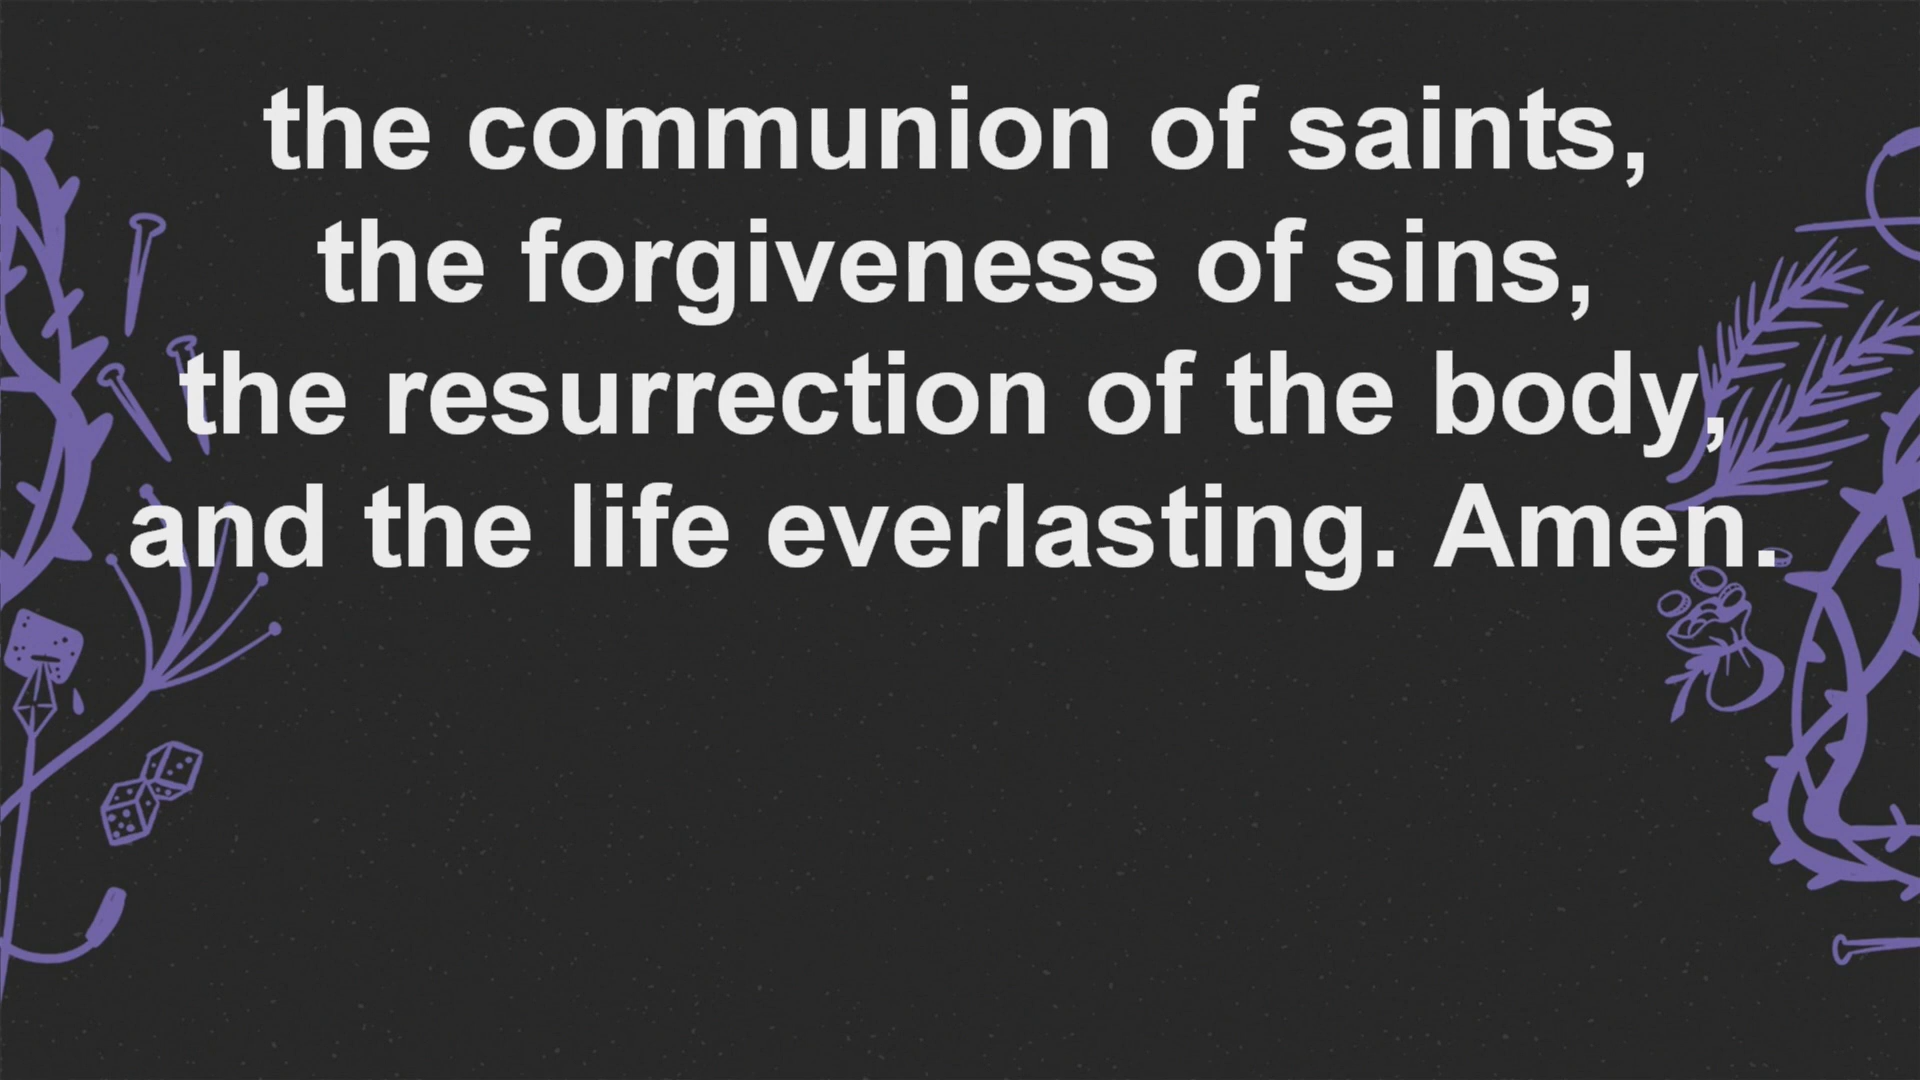 the communion of saints,
the forgiveness of sins,
the resurrection of the body,
and the life everlasting. Amen.